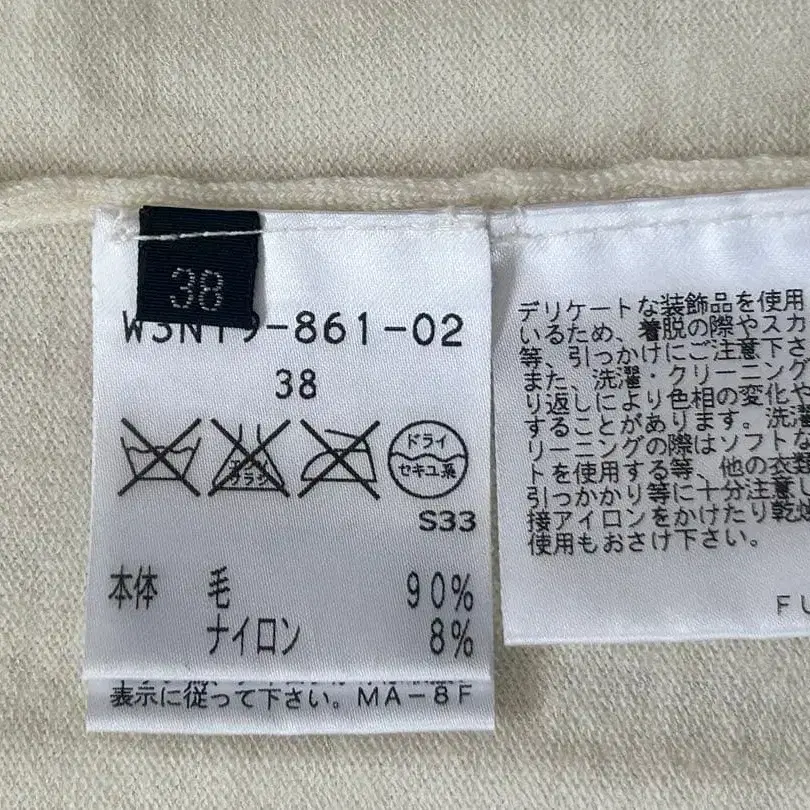 38
W3N19-861-02
38
エンソ
ブラシ
ドライ
セキユ系
S33
本体 毛 90%
ナイロン 8%
表示に従って下さい。MA-8F
デリケートな装飾品を使用
いるため、着脱の際やスカ
等、引っかけにご注意下さ
また、洗濯・クリーニング
り返しにより色相の変化や
することがあります。洗濯
リーニングの際はソフトな
トを使用する等、他の衣類
引っかかり等に十分注意し
接アイロンをかけたり乾燥
使用もおさけ下さい。
FU